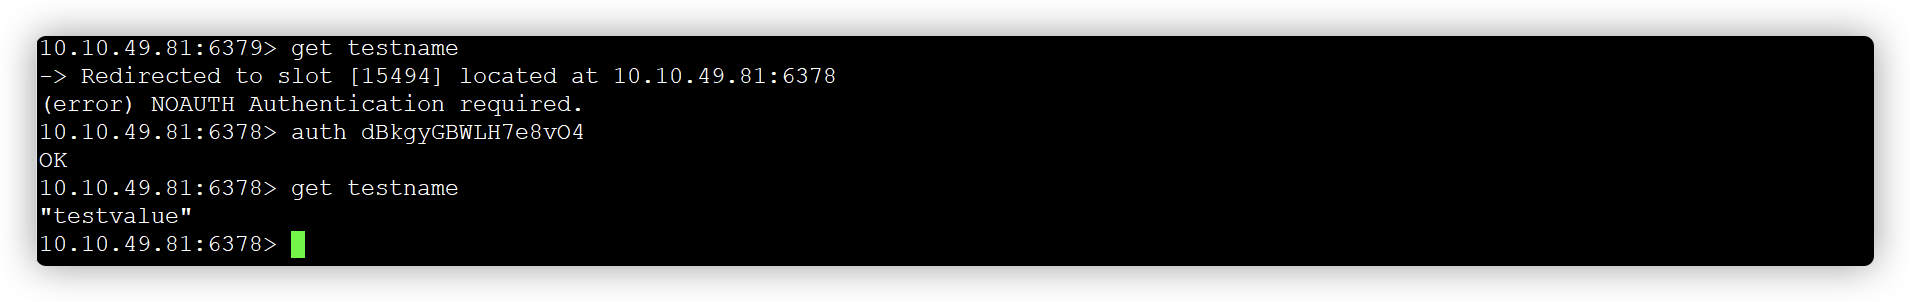 10.10.49.81:6379> get testname
-> Redirected to slot [15494] located at 10.10.49.81:6378
(error) NOAUTH Authentication required.
10.10.49.81:6378> auth dBkgyGBWLH7e8vO4
OK
10.10.49.81:6378> get testname
"testvalue"
10.10.49.81:6378>